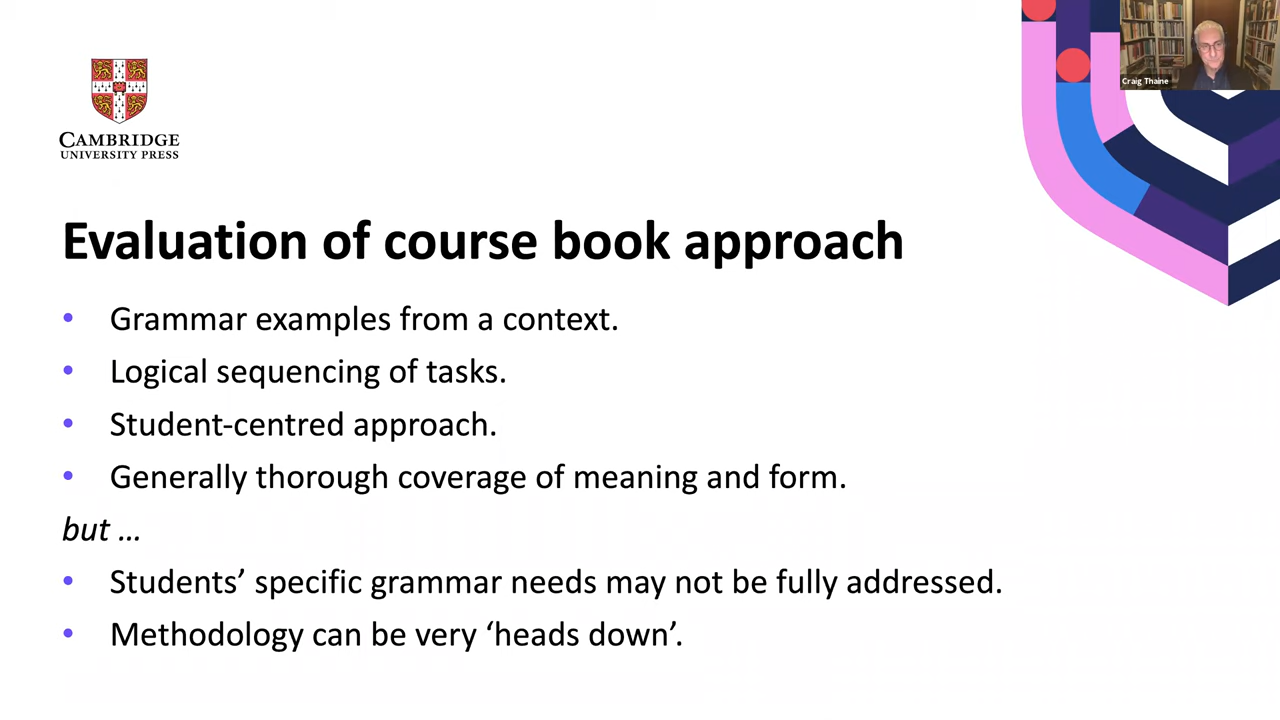 Craig Thaine
CAMBRIDGE
UNIVERSITY PRESS
Evaluation of course book approach
• Grammar examples from a context.
• Logical sequencing of tasks.
• Student-centred approach.
• Generally thorough coverage of meaning and form.
but …
• Students’ specific grammar needs may not be fully addressed.
• Methodology can be very ‘heads down’.